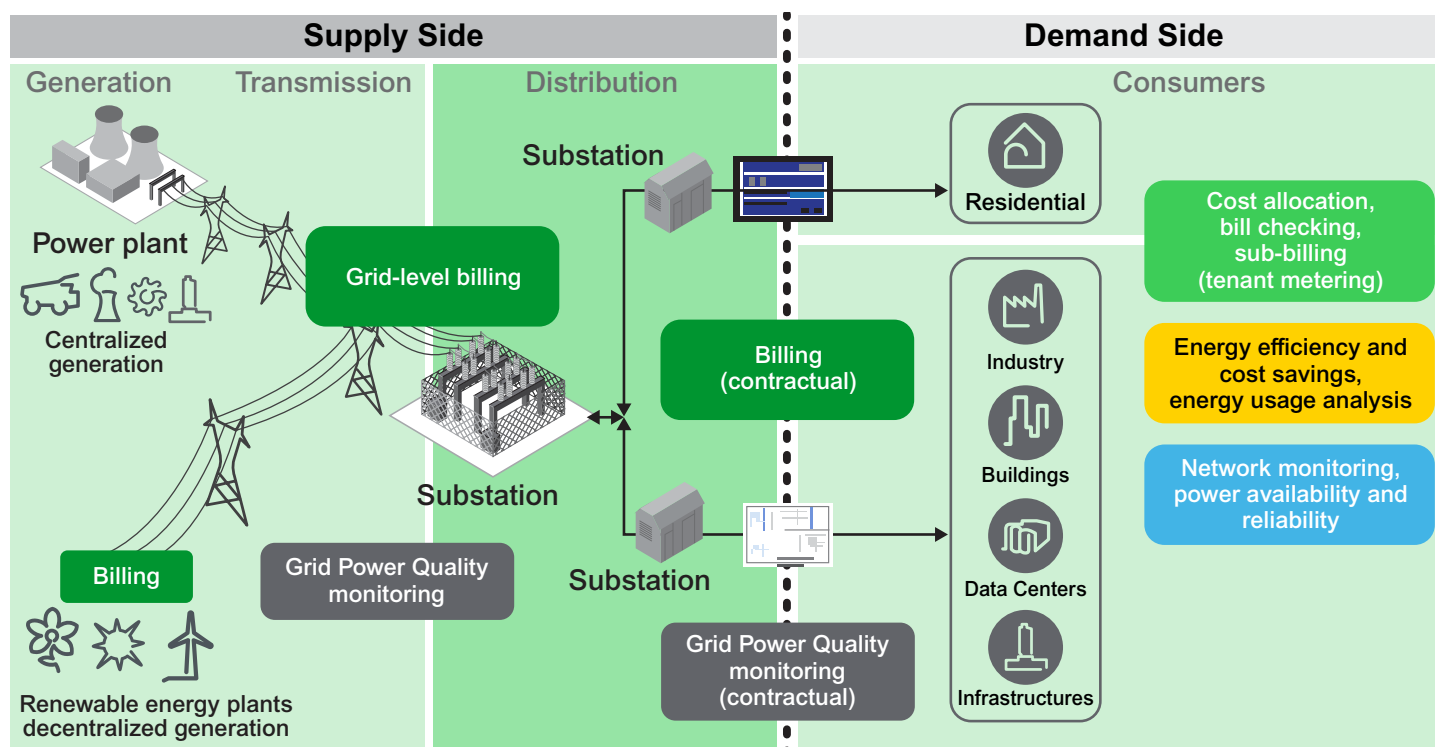 Supply Side
Demand Side
Generation
Transmission
Distribution
Consumers
Power plant
Centralized
generation
Grid-level billing
Substation
Billing
Grid Power Quality
monitoring
Renewable energy plants
decentralized generation
Substation
Substation
Billing
(contractual)
Grid Power Quality
monitoring
(contractual)
Residential
Industry
Buildings
Data Centers
Infrastructures
Cost allocation,
bill checking,
sub-billing
(tenant metering)
Energy efficiency and
cost savings,
energy usage analysis
Network monitoring,
power availability and
reliability